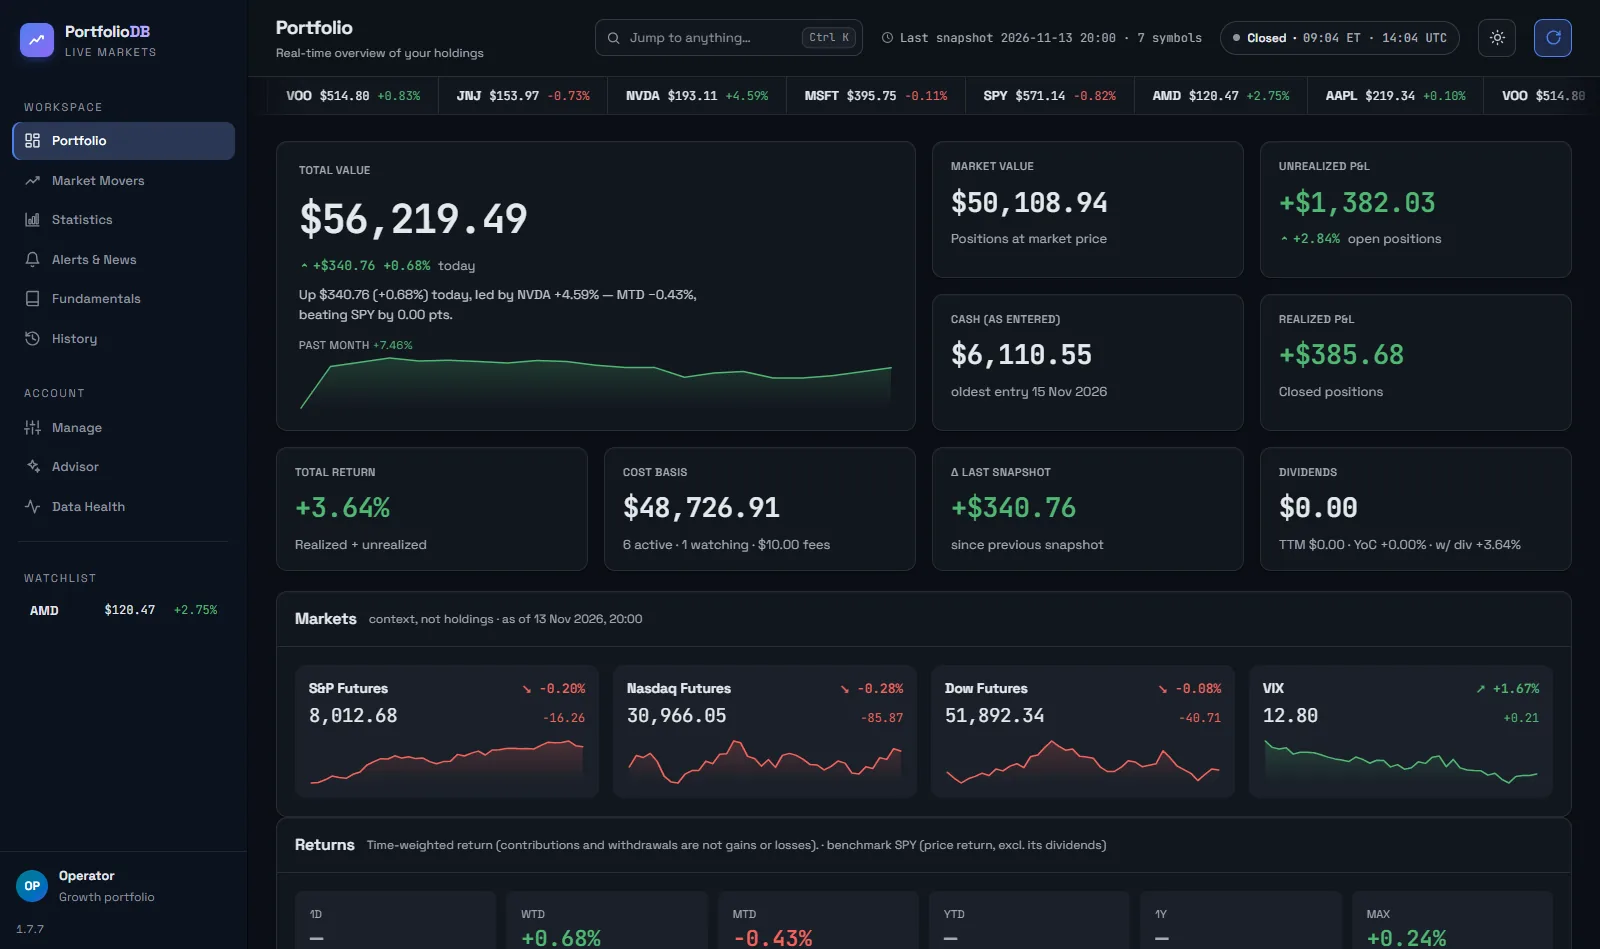 PortfolioDB
LIVE MARKETS
WORKSPACE
Portfolio
Market Movers
Statistics
Alerts & News
Fundamentals
History
ACCOUNT
Manage
Advisor
Data Health
WATCHLIST
AMD $120.47 +2.75%
OP
Operator
Growth portfolio
1.7.7
Portfolio
Real-time overview of your holdings
Jump to anything... Ctrl K
Last snapshot 2026-11-13 20:00 · 7 symbols
Closed · 09:04 ET · 14:04 UTC
VOO $514.80 +0.83% JNJ $153.97 -0.73% NVDA $193.11 +4.59% MSFT $395.75 -0.11% SPY $571.14 -0.82% AMD $120.47 +2.75% AAPL $219.34 +0.10% VOO $514.80
TOTAL VALUE
$56,219.49
+$340.76 +0.68% today
Up $340.76 (+0.68%) today, led by NVDA +4.59% — MTD −0.43%,
beating SPY by 0.00 pts.
PAST MONTH +7.46%
MARKET VALUE
$50,108.94
Positions at market price
UNREALIZED P&L
+$1,382.03
+2.84% open positions
CASH (AS ENTERED)
$6,110.55
oldest entry 15 Nov 2026
REALIZED P&L
+$385.68
Closed positions
TOTAL RETURN
+3.64%
Realized + unrealized
COST BASIS
$48,726.91
6 active · 1 watching · $10.00 fees
Δ LAST SNAPSHOT
+$340.76
since previous snapshot
DIVIDENDS
$0.00
TTM $0.00 · YoC +0.00% · w/ div +3.64%
Markets context, not holdings · as of 13 Nov 2026, 20:00
S&P Futures ↘ -0.20%
8,012.68 -16.26
Nasdaq Futures ↘ -0.28%
30,966.05 -85.87
Dow Futures ↘ -0.08%
51,892.34 -40.71
VIX ↗ +1.67%
12.80 +0.21
Returns Time-weighted return (contributions and withdrawals are not gains or losses). · benchmark SPY (price return, excl. its dividends)
1D
—
WTD
+0.68%
MTD
-0.43%
YTD
—
1Y
—
MAX
+0.24%